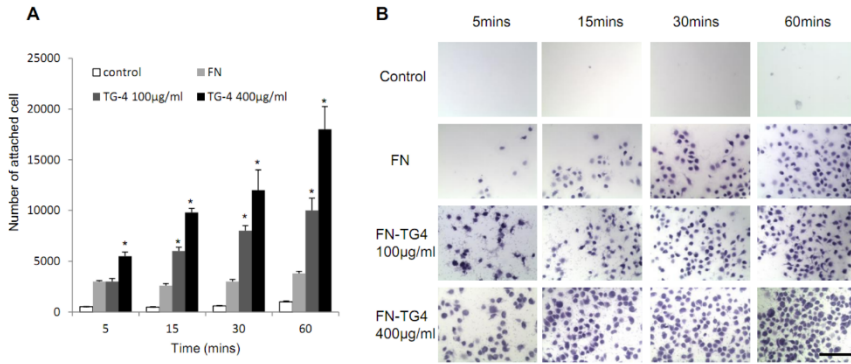 A
25000
20000
15000
10000
5000
0
Number of attached cell
control
FN
TG-4 100µg/ml
TG-4 400µg/ml
*
*
*
*
*
*
*
5
15
30
60
Time (mins)
B
5mins
15mins
30mins
60mins
Control
FN
FN-TG4
100µg/ml
FN-TG4
400µg/ml